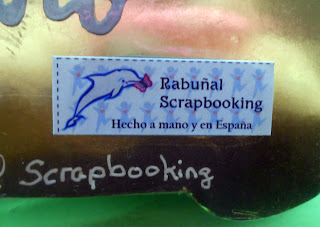 Rabuñal
Scrapbooking
Hecho a mano y en España
Scrapbooking